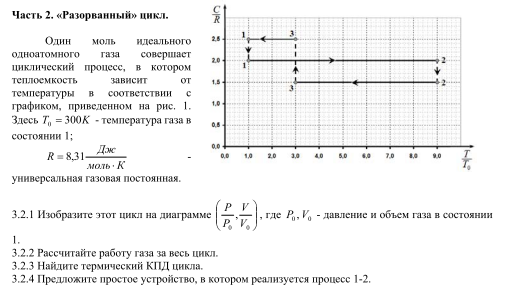 Часть 2. «Разорванный» цикл.
Один моль идеального
одноатомного газа совершает
циклический процесс, в котором
теплоемкость зависит от
температуры в соответствии с
графиком, приведенном на рис. 1.
Здесь T₀ = 300K - температура газа в
состоянии 1;
R = 8,31 Дж/(моль · К) -
универсальная газовая постоянная.
C/R
2,5
2,0
1,5
1,0
0,5
0,0
0,0 1,0 2,0 3,0 4,0 5,0 6,0 7,0 8,0 9,0
T/T₀
1 3
1 2
3 2
3.2.1 Изобразите этот цикл на диаграмме (P/P₀, V/V₀), где P₀, V₀ - давление и объем газа в состоянии
1.
3.2.2 Рассчитайте работу газа за весь цикл.
3.2.3 Найдите термический КПД цикла.
3.2.4 Предложите простое устройство, в котором реализуется процесс 1-2.